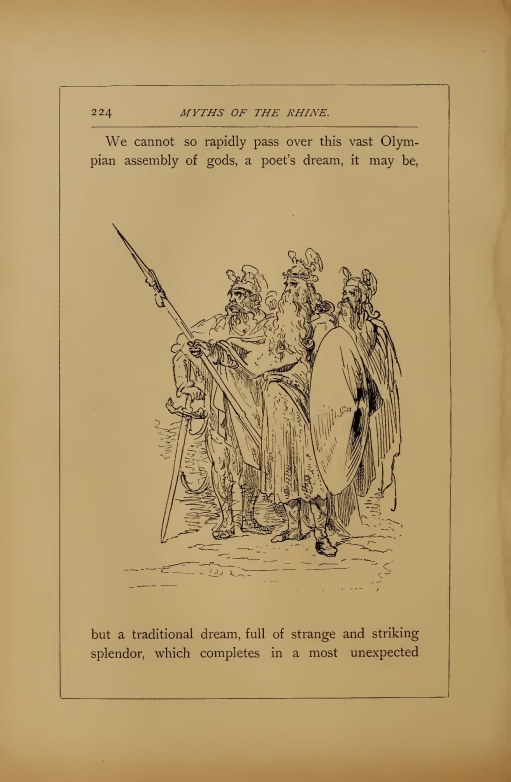 224
MYTHS OF THE RHINE.
We cannot so rapidly pass over this vast Olym-
pian assembly of gods, a poet's dream, it may be,
but a traditional dream, full of strange and striking
splendor, which completes in a most unexpected